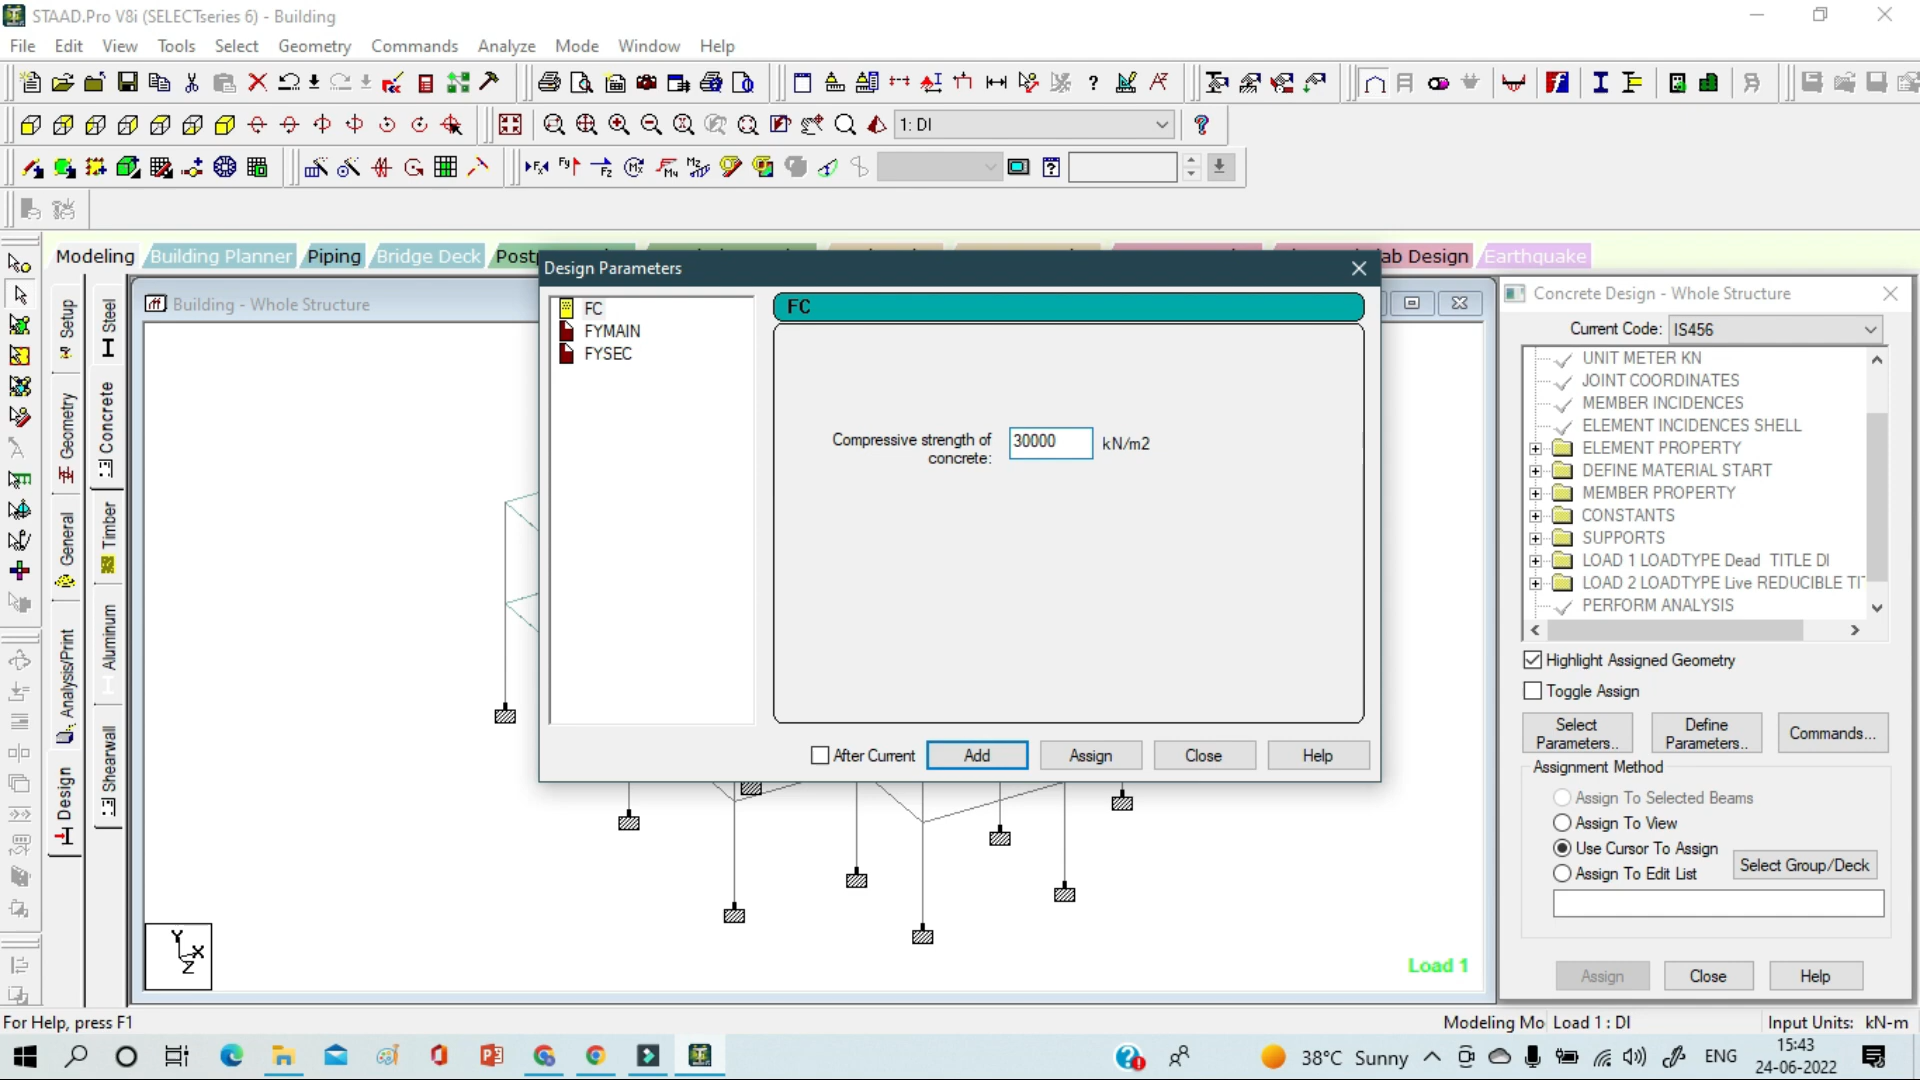 STAAD.Pro V8i (SELECTseries 6) - Building
File Edit View Tools Select Geometry Commands Analyze Mode Window Help
1: DI
Modeling Building Planner Piping Bridge Deck ab Design Earthquake
Design Parameters
Building - Whole Structure
FC
FYMAIN
FYSEC
FC
Compressive strength of
concrete:
30000
kN/m2
After Current
Add
Assign
Close
Help
Setup
Geometry
General
Analysis/Print
Design
Steel
Concrete
Timber
Aluminum
Shearwall
Y
X
Z
Load 1
Concrete Design - Whole Structure
Current Code: IS456
UNIT METER KN
JOINT COORDINATES
MEMBER INCIDENCES
ELEMENT INCIDENCES SHELL
ELEMENT PROPERTY
DEFINE MATERIAL START
MEMBER PROPERTY
CONSTANTS
SUPPORTS
LOAD 1 LOADTYPE Dead TITLE DI
LOAD 2 LOADTYPE Live REDUCIBLE TI
PERFORM ANALYSIS
Highlight Assigned Geometry
Toggle Assign
Select
Parameters..
Define
Parameters..
Commands...
Assignment Method
Assign To Selected Beams
Assign To View
Use Cursor To Assign
Assign To Edit List
Select Group/Deck
Assign
Close
Help
For Help, press F1
Modeling Mo
Load 1 : DI
Input Units: kN-m
38°C Sunny
ENG
15:43
24-06-2022